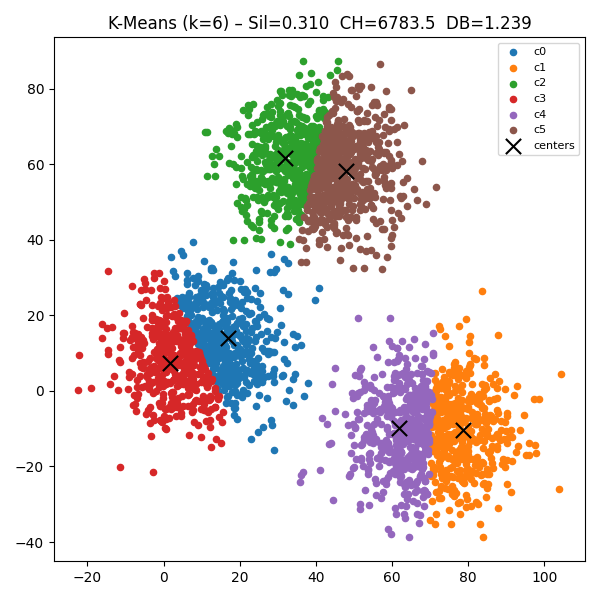 K-Means (k=6) – Sil=0.310  CH=6783.5  DB=1.239
c0
c1
c2
c3
c4
c5
centers
80
60
40
20
0
−20
−40
−20 0 20 40 60 80 100